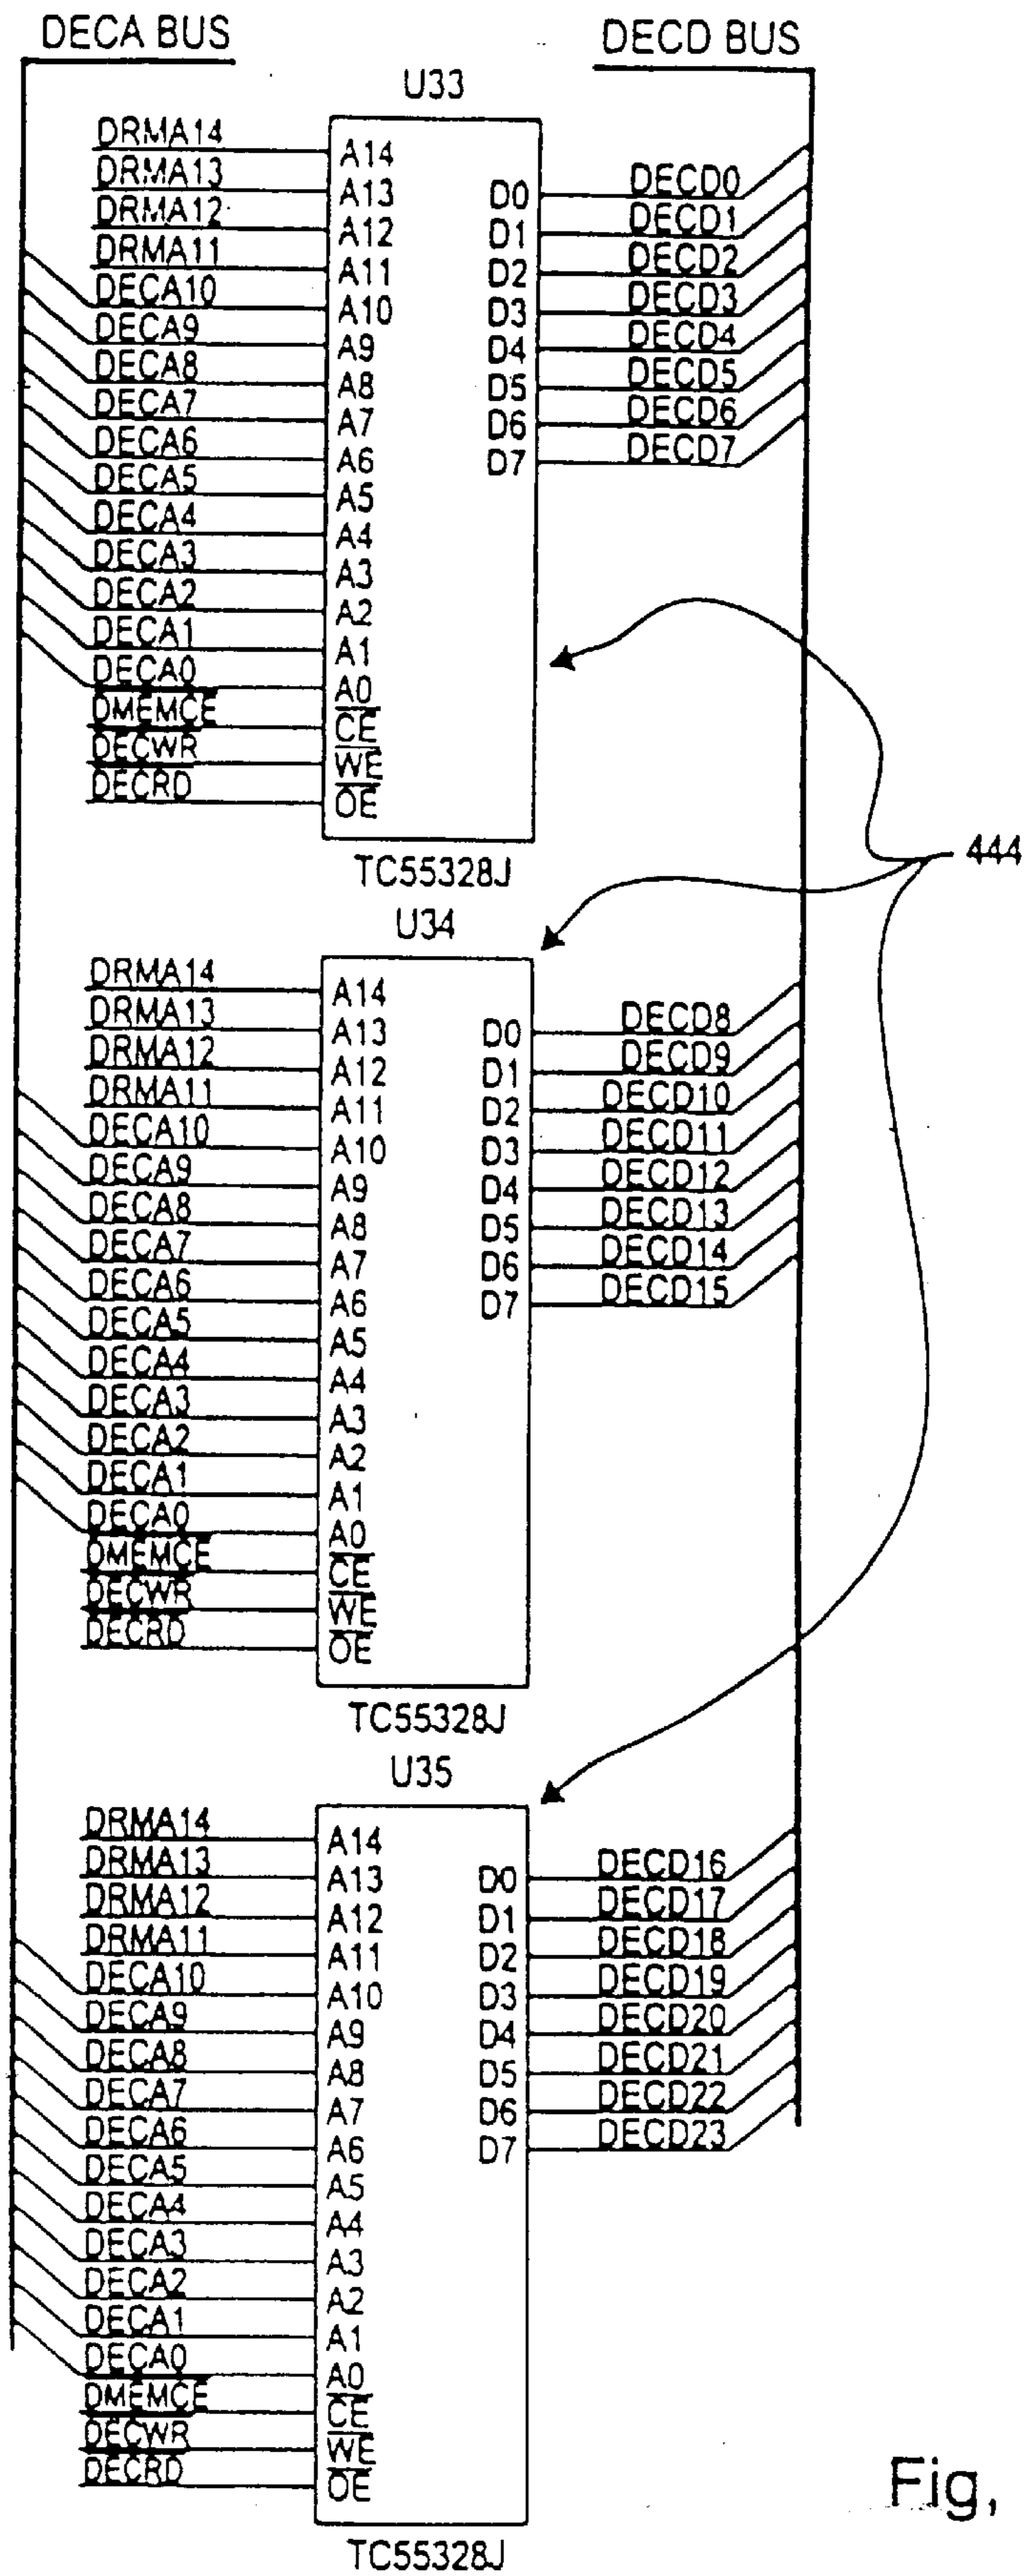 DECA BUS DECD BUS
U33
DRMA14 A14
DRMA13 A13 D0 DECD0
DRMA12 A12 D1 DECD1
DRMA11 A11 D2 DECD2
DECA10 A10 D3 DECD3
DECA9 A9 D4 DECD4
DECA8 A8 D5 DECD5
DECA7 A7 D6 DECD6
DECA6 A6 D7 DECD7
DECA5 A5
DECA4 A4
DECA3 A3
DECA2 A2
DECA1 A1
DECA0 A0
DMEMCE CE
DECWR WE
DECRD OE
TC55328J
444
U34
DRMA14 A14
DRMA13 A13 D0 DECD8
DRMA12 A12 D1 DECD9
DRMA11 A11 D2 DECD10
DECA10 A10 D3 DECD11
DECA9 A9 D4 DECD12
DECA8 A8 D5 DECD13
DECA7 A7 D6 DECD14
DECA6 A6 D7 DECD15
DECA5 A5
DECA4 A4
DECA3 A3
DECA2 A2
DECA1 A1
DECA0 A0
DMEMCE CE
DECWR WE
DECRD OE
TC55328J
U35
DRMA14 A14
DRMA13 A13 D0 DECD16
DRMA12 A12 D1 DECD17
DRMA11 A11 D2 DECD18
DECA10 A10 D3 DECD19
DECA9 A9 D4 DECD20
DECA8 A8 D5 DECD21
DECA7 A7 D6 DECD22
DECA6 A6 D7 DECD23
DECA5 A5
DECA4 A4
DECA3 A3
DECA2 A2
DECA1 A1
DECA0 A0
DMEMCE CE
DECWR WE
DECRD OE
TC55328J
Fig,